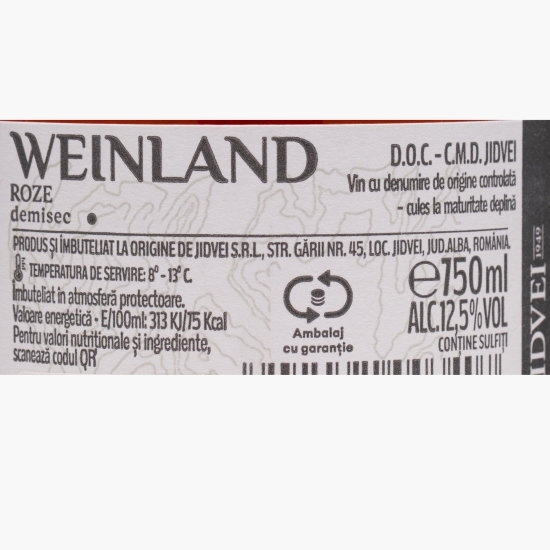 WEINLAND
ROZE
demisec
D.O.C. - C.M.D. JIDVEI
Vin cu denumire de origine controlată
- cules la maturitate deplină
PRODUS ȘI ÎMBUTELIAT LA ORIGINE DE JIDVEI S.R.L., STR. GĂRII NR. 45, LOC. JIDVEI, JUD.ALBA, ROMÂNIA.
TEMPERATURA DE SERVIRE: 8° - 13° C.
Îmbuteliat în atmosferă protectoare.
Valoare energetică - E/100ml: 313 KJ/75 Kcal
Pentru valori nutriționale și ingrediente,
scanează codul QR
Ambalaj
cu garanție
e750ml
ALC.12,5%VOL
CONȚINE SULFIȚI
JIDVEI 1949